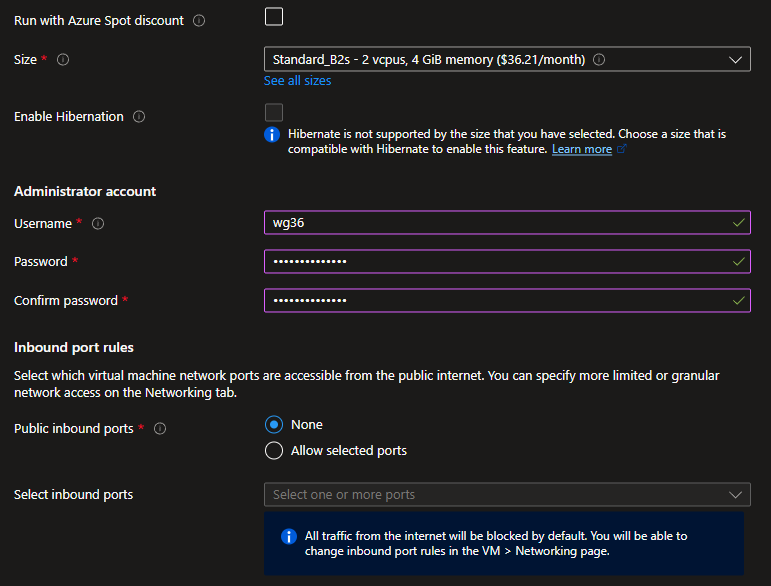 Run with Azure Spot discount
Size * Standard_B2s - 2 vcpus, 4 GiB memory ($36.21/month)
See all sizes
Enable Hibernation
Hibernate is not supported by the size that you have selected. Choose a size that is
compatible with Hibernate to enable this feature. Learn more
Administrator account
Username * wg36
Password * ••••••••••••••
Confirm password * ••••••••••••••
Inbound port rules
Select which virtual machine network ports are accessible from the public internet. You can specify more limited or granular
network access on the Networking tab.
Public inbound ports * None
Allow selected ports
Select inbound ports Select one or more ports
All traffic from the internet will be blocked by default. You will be able to
change inbound port rules in the VM > Networking page.